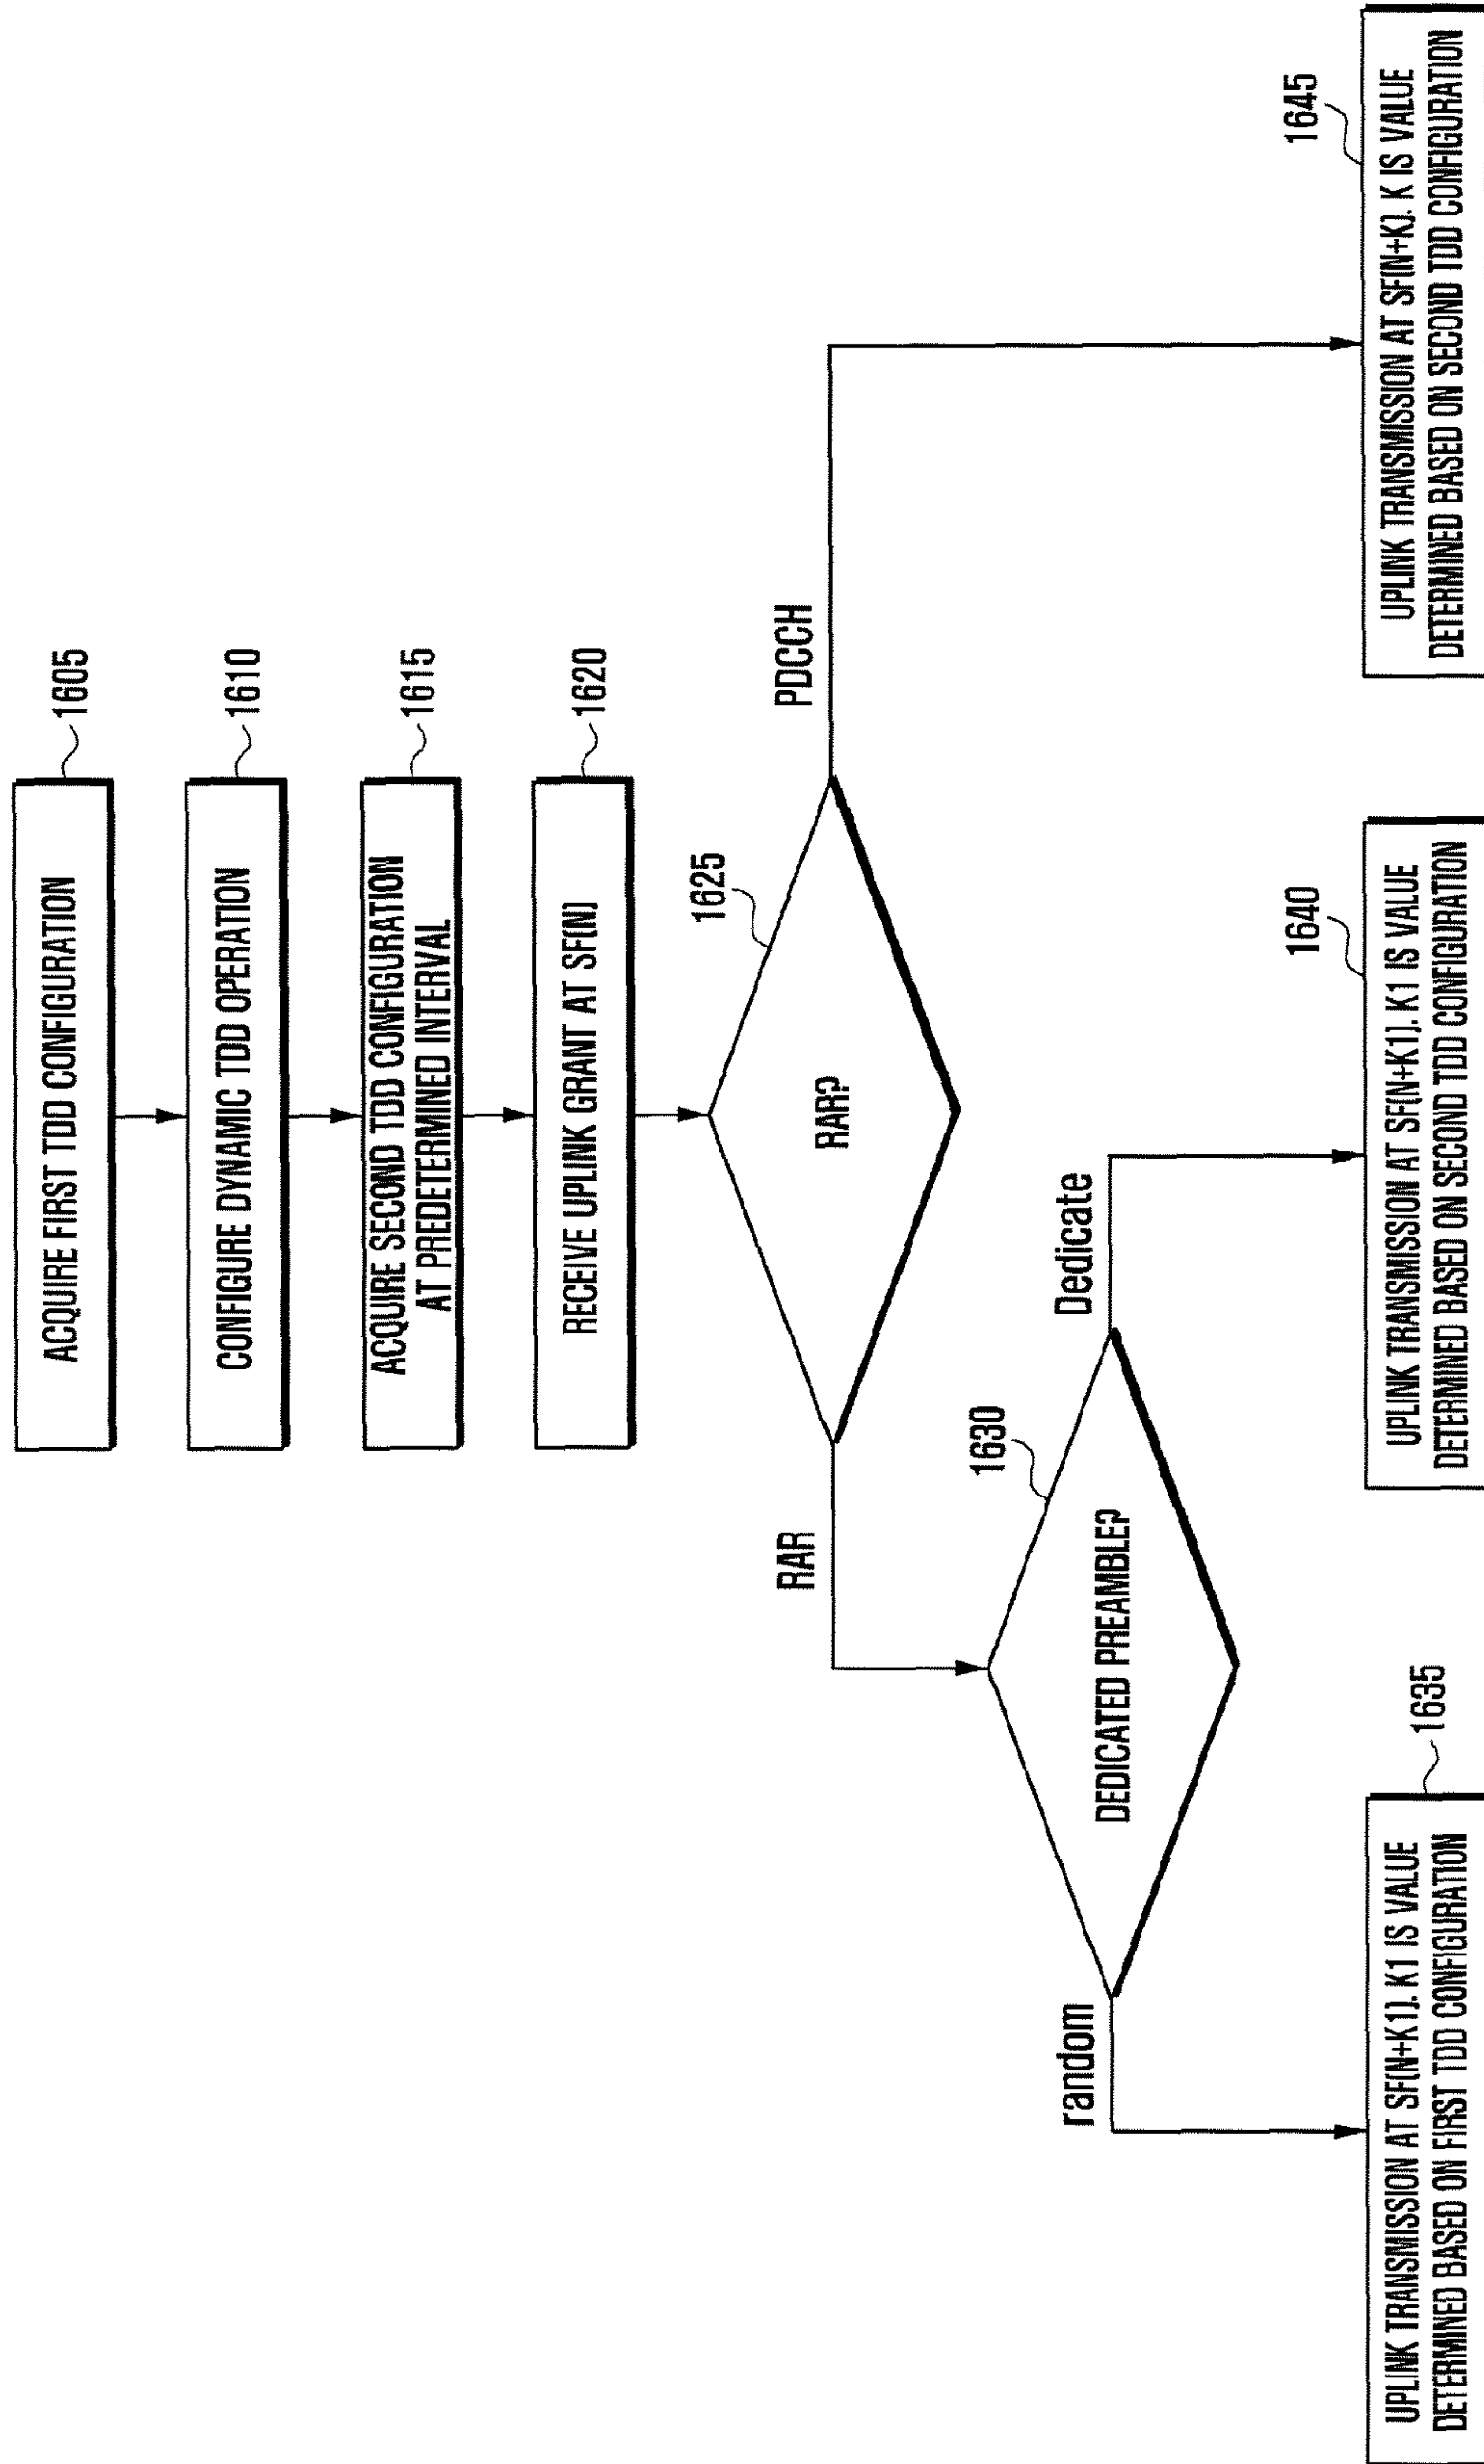 ACQUIRE FIRST TDD CONFIGURATION
1605
CONFIGURE DYNAMIC TDD OPERATION
1610
ACQUIRE SECOND TDD CONFIGURATION
AT PREDETERMINED INTERVAL
1615
RECEIVE UPLINK GRANT AT SF(N)
1620
RAR?
1625
RAR
PDCCH
DEDICATED PREAMBLE?
1630
random
Dedicate
UPLINK TRANSMISSION AT SF(N+K1). K1 IS VALUE
DETERMINED BASED ON FIRST TDD CONFIGURATION
1635
UPLINK TRANSMISSION AT SF(N+K1). K1 IS VALUE
DETERMINED BASED ON SECOND TDD CONFIGURATION
1640
UPLINK TRANSMISSION AT SF(N+K). K IS VALUE
DETERMINED BASED ON SECOND TDD CONFIGURATION
1645